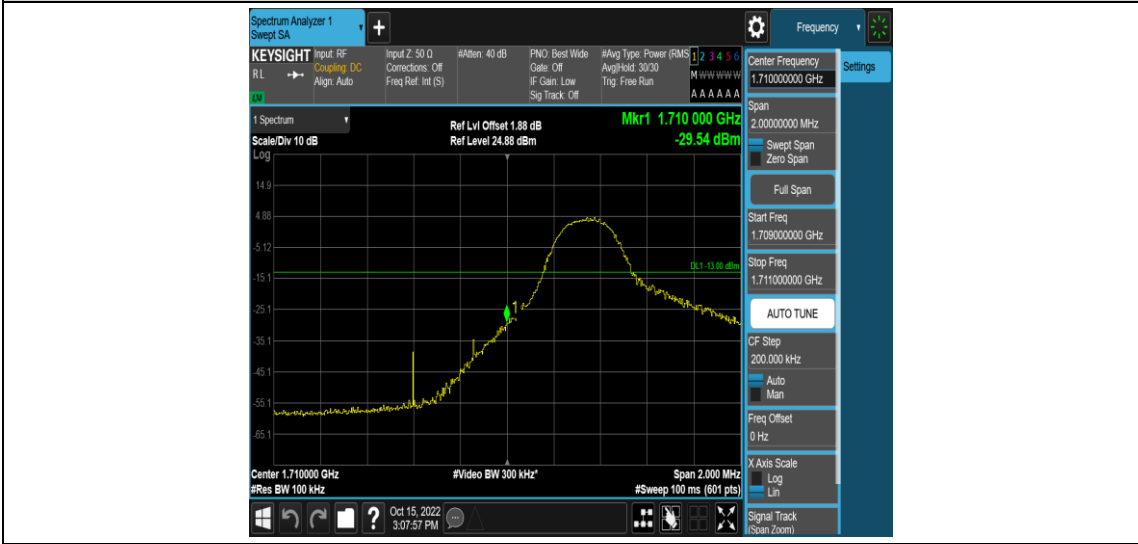 Spectrum Analyzer 1
Swept SA
+
Frequency
KEYSIGHT
RL
Input: RF
Coupling: DC
Align: Auto
Input Z: 50 Ω
Corrections: Off
Freq Ref: Int (S)
#Atten: 40 dB
PNO: Best Wide
Gate: Off
IF Gain: Low
Sig Track: Off
#Avg Type: Power (RMS
Avg|Hold: 30/30
Trig: Free Run
1 2 3 4 5 6
M W W W W W
A A A A A A
1 Spectrum
Scale/Div 10 dB
Ref Lvl Offset 1.88 dB
Ref Level 24.88 dBm
Mkr1 1.710 000 GHz
-29.54 dBm
Log
14.9
4.88
-5.12
-15.1
-25.1
-35.1
-45.1
-55.1
-65.1
DL1 -13.00 dBm
1
Center 1.710000 GHz
#Res BW 100 kHz
#Video BW 300 kHz*
Span 2.000 MHz
#Sweep 100 ms (601 pts)
?
Oct 15, 2022
3:07:57 PM
Center Frequency
1.710000000 GHz
Settings
Span
2.00000000 MHz
Swept Span
Zero Span
Full Span
Start Freq
1.709000000 GHz
Stop Freq
1.711000000 GHz
AUTO TUNE
CF Step
200.000 kHz
Auto
Man
Freq Offset
0 Hz
X Axis Scale
Log
Lin
Signal Track
(Span Zoom)